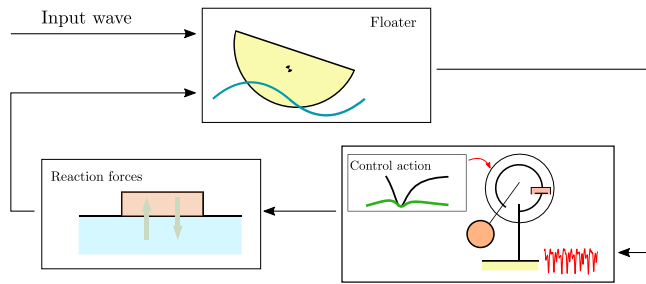 Input wave
Floater
Control action
Reaction forces